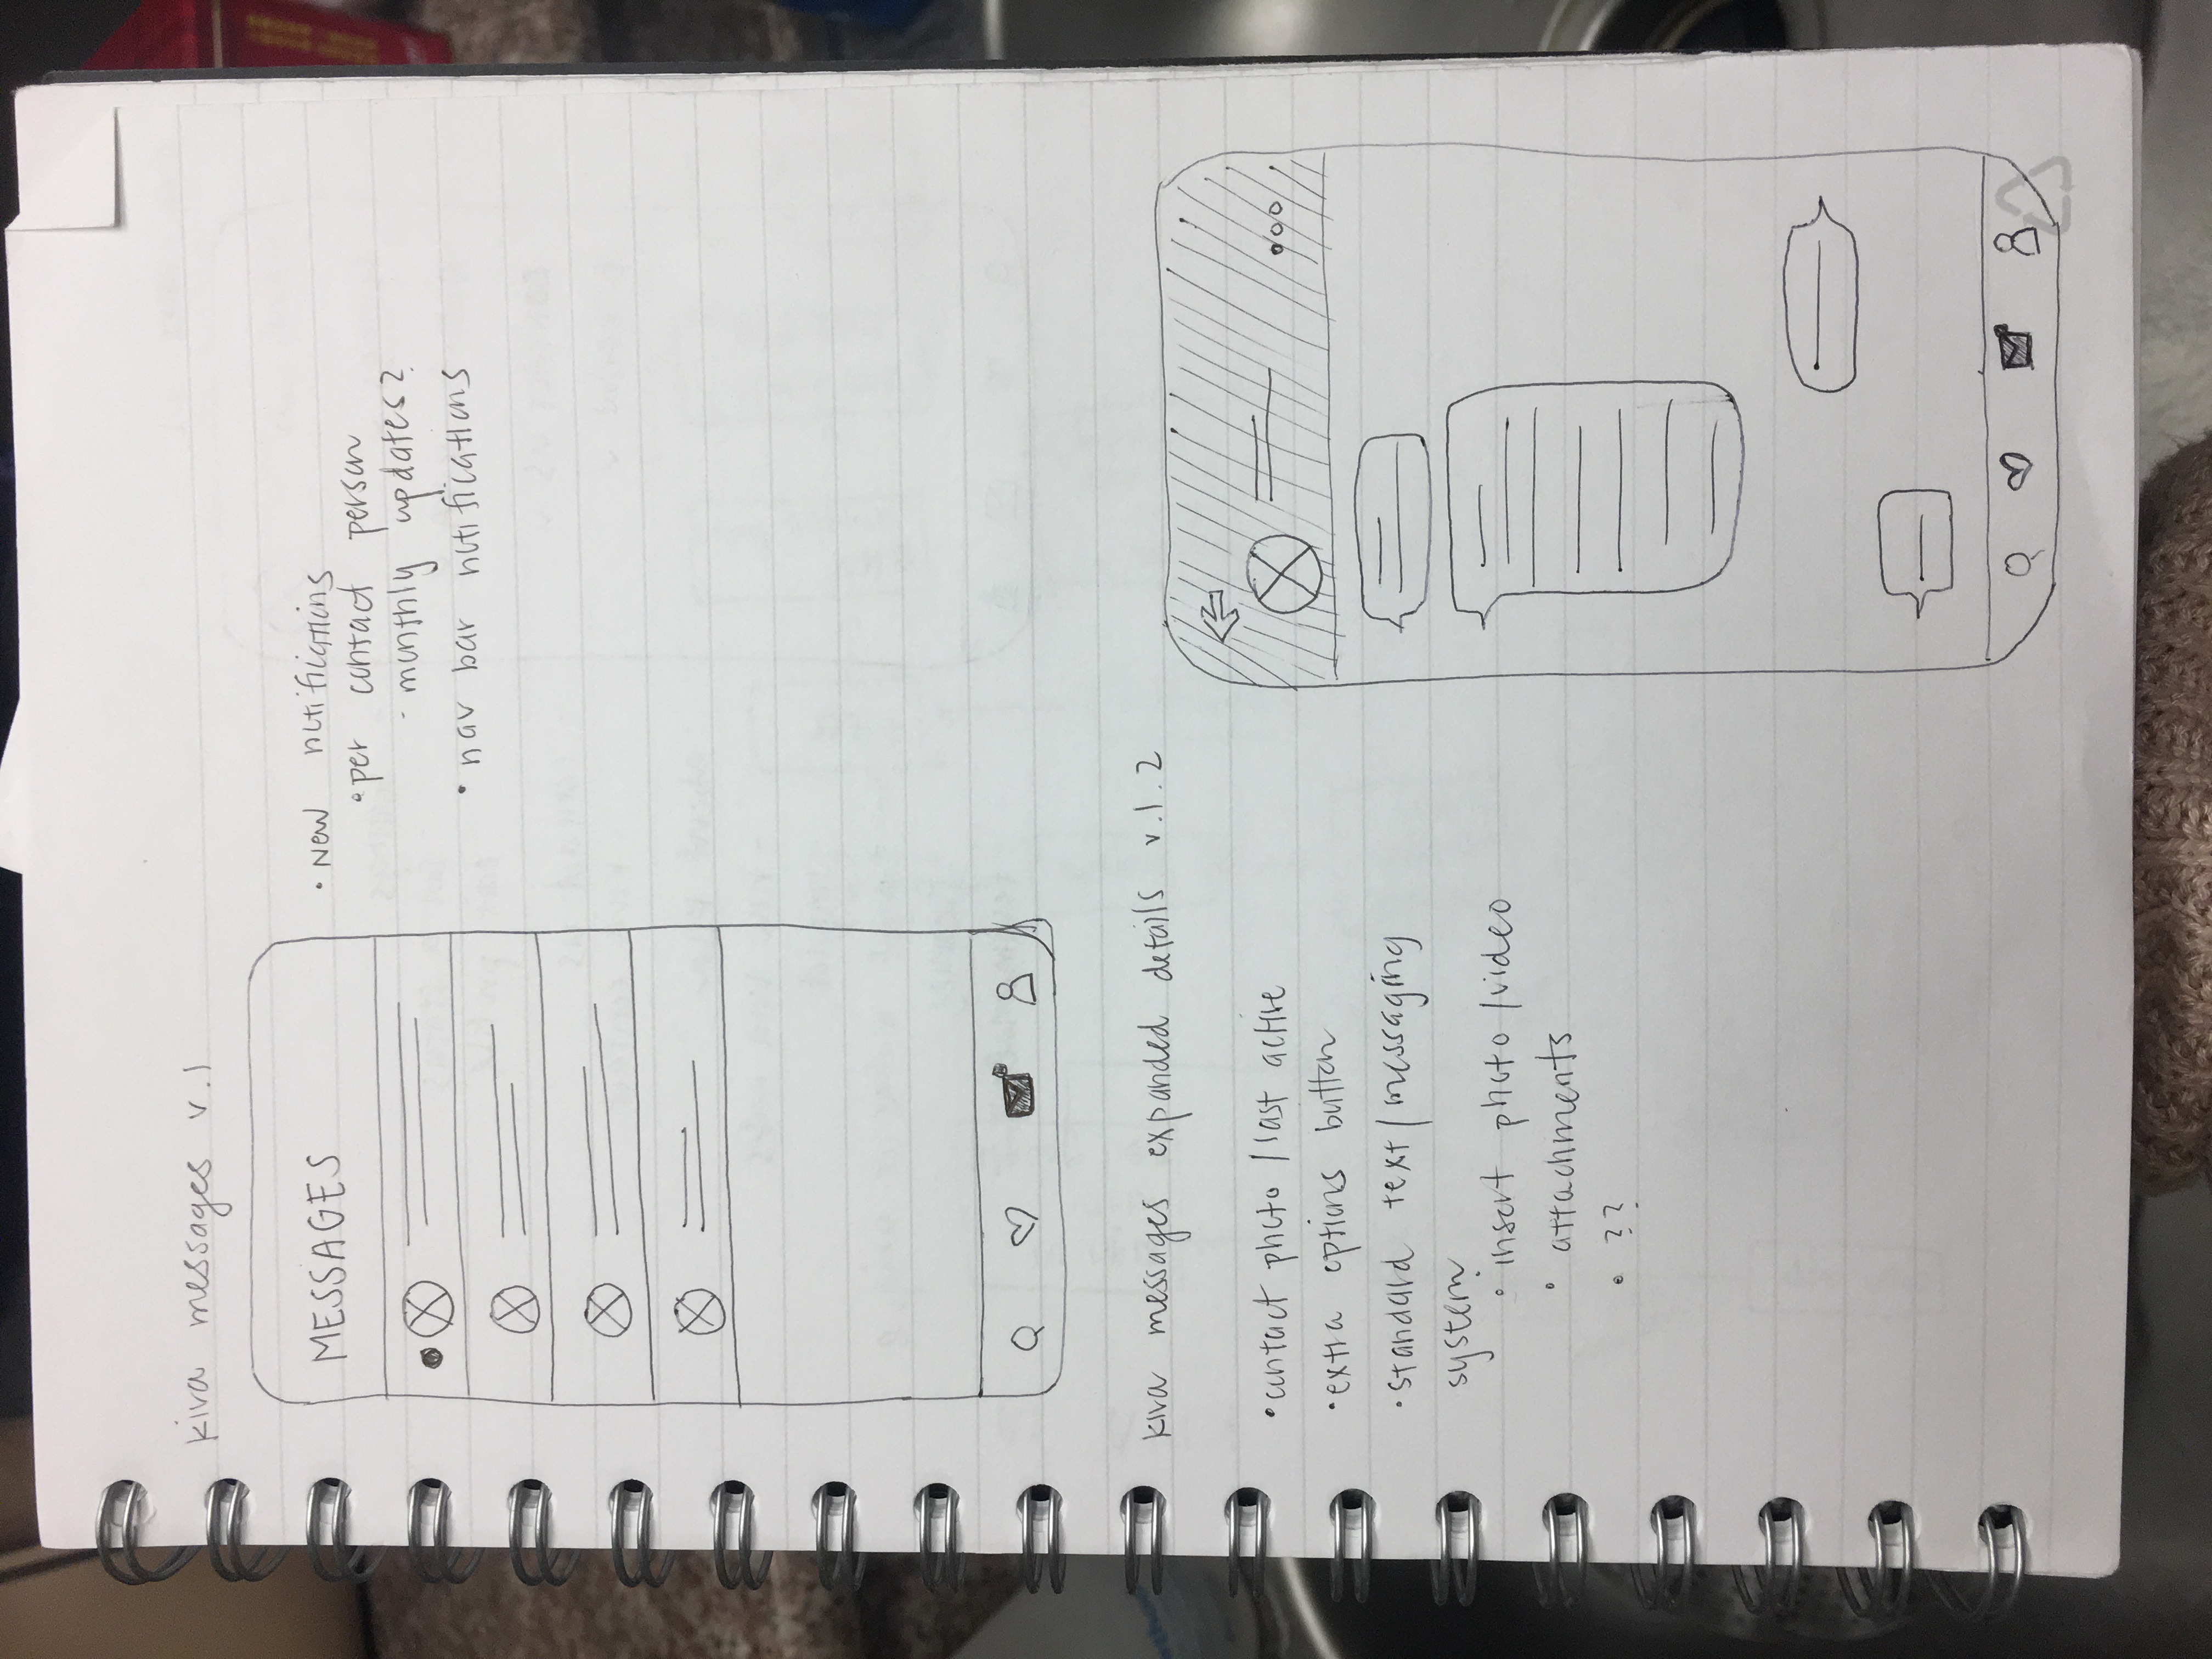 kiva messages v.1
MESSAGES
• New notifications
• per contact person
- monthly updates?
• nav bar notifications
kiva messages expanded details v.1.2
• contact photo / last active
• extra options button
• standard text / messaging
system
• insert photo / video
• attachments
• ??